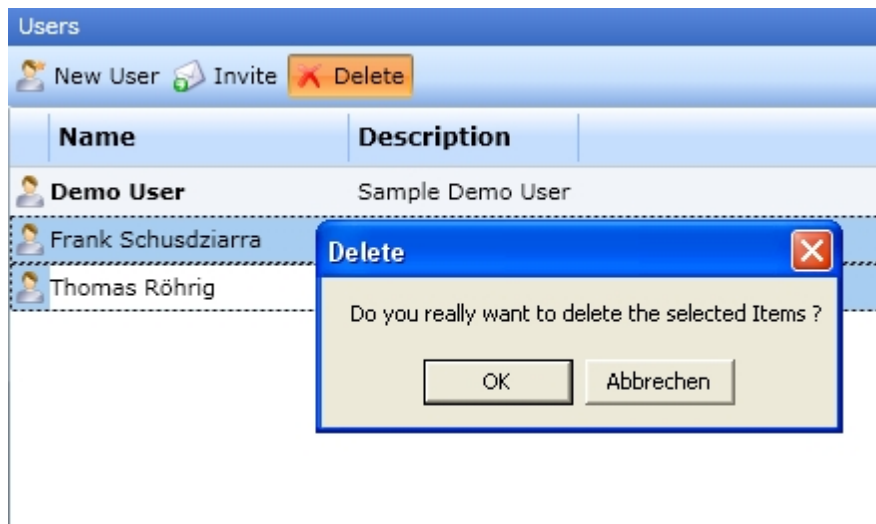 Users
New User Invite Delete
Name Description
Demo User Sample Demo User
Frank Schusdziarra
Thomas Röhrig
Delete
Do you really want to delete the selected Items ?
OK Abbrechen